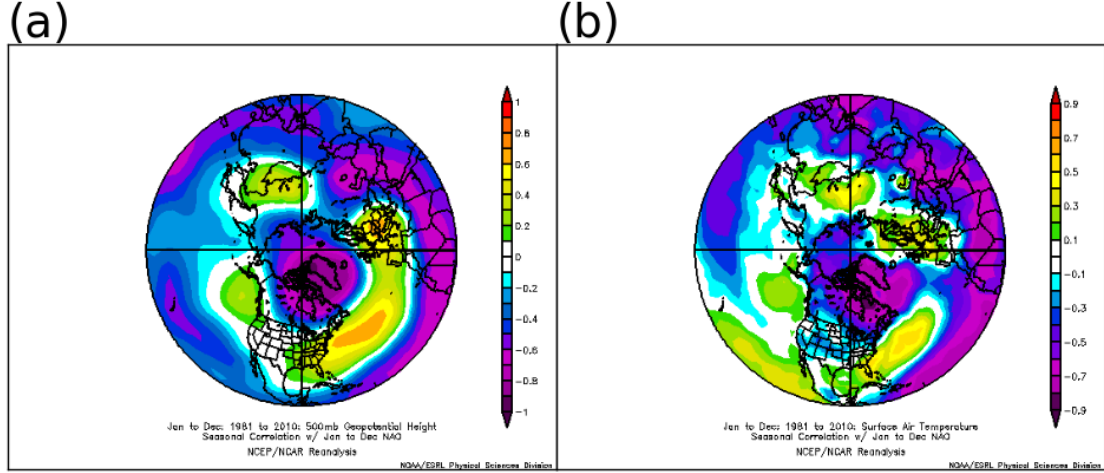 (a)
(b)
1
0.8
0.6
0.4
0.2
0
-0.2
-0.4
-0.6
-0.8
-1
Jan to Dec: 1981 to 2010: 500mb Geopotential Height
Seasonal Correlation w/ Jan to Dec NAO
NCEP/NCAR Reanalysis
NOAA/ESRL Physical Sciences Division
0.9
0.7
0.5
0.3
0.1
-0.1
-0.3
-0.5
-0.7
-0.9
Jan to Dec: 1981 to 2010: Surface Air Temperature
Seasonal Correlation w/ Jan to Dec NAO
NCEP/NCAR Reanalysis
NOAA/ESRL Physical Sciences Division